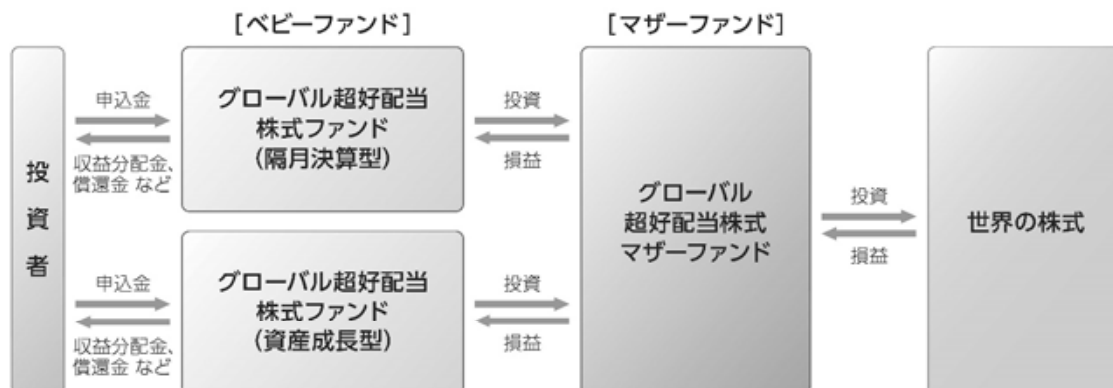 [ベビーファンド]
[マザーファンド]
投資者
申込金
収益分配金、
償還金 など
グローバル超好配当
株式ファンド
(隔月決算型)
投資
損益
申込金
収益分配金、
償還金 など
グローバル超好配当
株式ファンド
(資産成長型)
投資
損益
グローバル
超好配当株式
マザーファンド
投資
損益
世界の株式